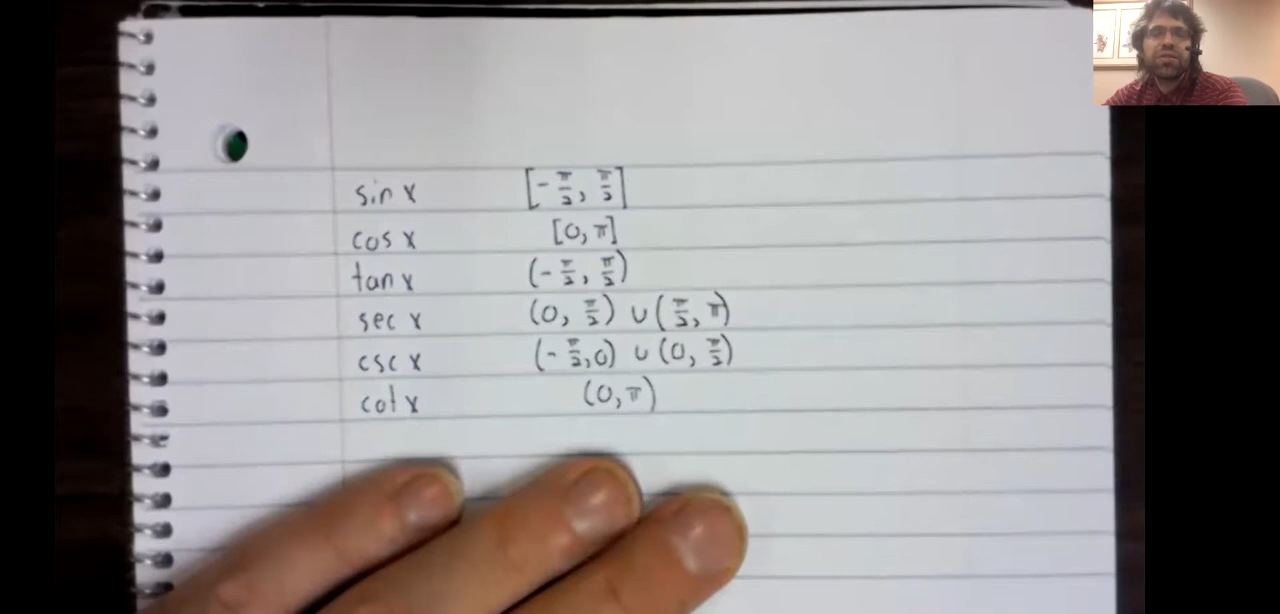 sin x [-π/2, π/2]
cos x [0, π]
tan x (-π/2, π/2)
sec x (0, π/2) ∪ (π/2, π)
csc x (-π/2, 0) ∪ (0, π/2)
cot x (0, π)